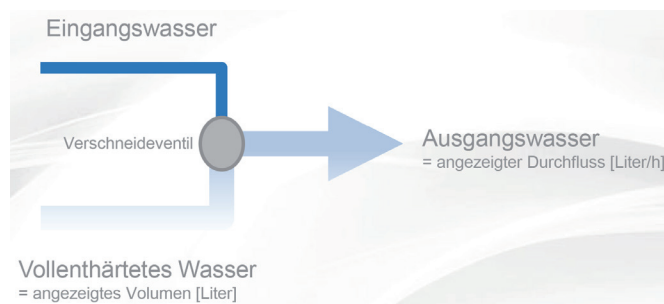 Eingangswasser
Verschneideventil
Ausgangswasser
= angezeigter Durchfluss [Liter/h]
Vollenthärtetes Wasser
= angezeigtes Volumen [Liter]